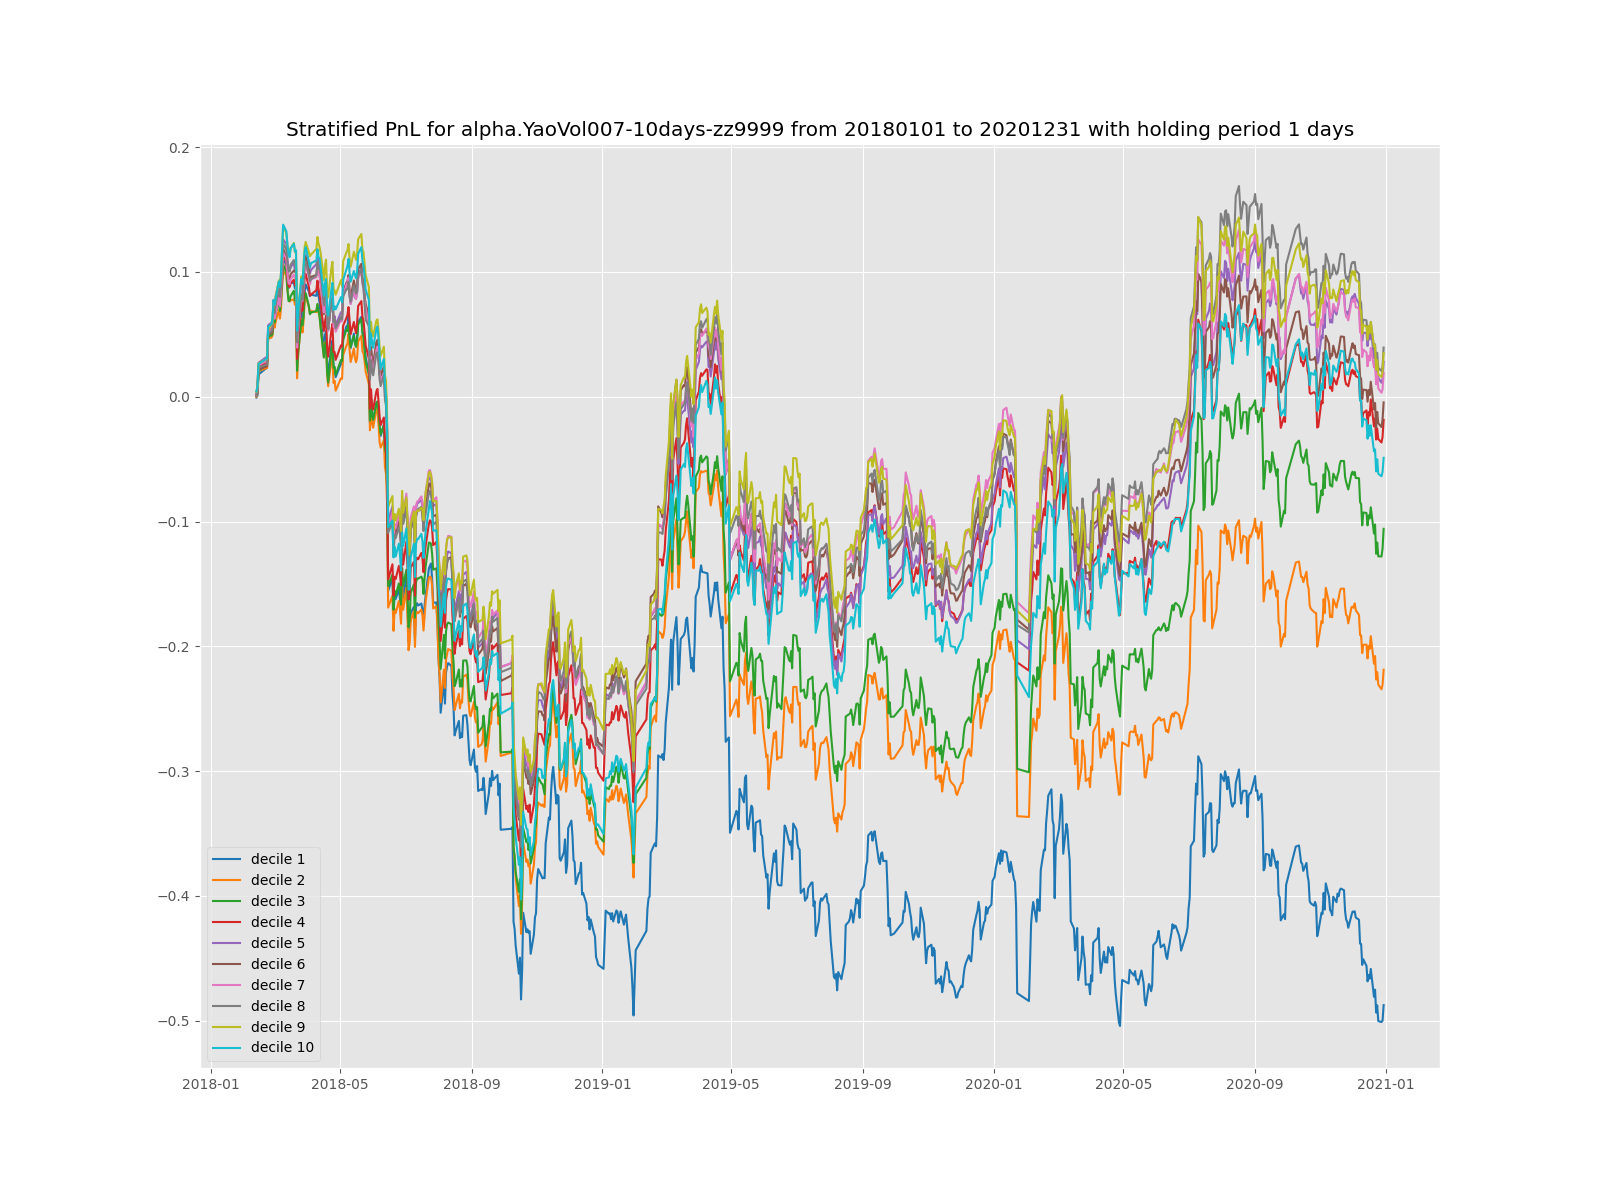 Stratified PnL for alpha.YaoVol007-10days-zz9999 from 20180101 to 20201231 with holding period 1 days
0.2
0.1
0.0
−0.1
−0.2
−0.3
−0.4
−0.5
decile 1
decile 2
decile 3
decile 4
decile 5
decile 6
decile 7
decile 8
decile 9
decile 10
2018-01 2018-05 2018-09 2019-01 2019-05 2019-09 2020-01 2020-05 2020-09 2021-01